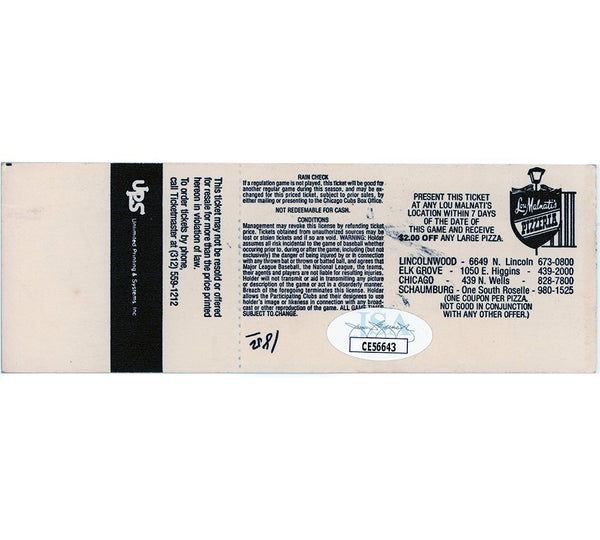 ups
Unlimited Printing & Systems, Inc.
This ticket may not be resold or offered
for resale for more than the price printed
hereon in violation of law.
To order tickets by phone,
call Ticketmaster at (312) 559-1212
RAIN CHECK
If a regulation game is not played, this ticket will be good for
another regular game during this season, and may be ex-
changed for this priced ticket, subject to prior sales, by
either mailing or presenting to the Chicago Cubs Box Office.
NOT REDEEMABLE FOR CASH.
CONDITIONS
Management may revoke this license by refunding ticket
price. Tickets obtained from unauthorized sources may be
lost or stolen tickets and if so are void. WARNING: Holder
assumes all risk incidental to the game of baseball whether
occuring prior to, during or after the game, including (but not
exclusively) the danger of being injured by or in connection
with any thrown bat or thrown or batted ball, and agrees that
Major League Baseball, the National League, the teams,
their agents and players are not liable for resulting injuries.
Holder will not transmit or aid in transmitting any picture
or description of the game or act in a disorderly manner.
Breach of the foregoing terminates this license. Holder
allows the Participating Clubs and their designees to use
holder's image or likeness in connection with any broad-
cast or other reproduction of the game. ALL GAME TIMES
SUBJECT TO CHANGE.
JSA
CE56643
PRESENT THIS TICKET
AT ANY LOU MALNATI'S
LOCATION WITHIN 7 DAYS
OF THE DATE OF
THIS GAME AND RECEIVE
$2.00 OFF ANY LARGE PIZZA.
Lou Malnati's
PIZZERIA
LINCOLNWOOD - 6649 N. Lincoln 673-0800
ELK GROVE - 1050 E. Higgins - 439-2000
CHICAGO - 439 N. Wells - 828-7800
SCHAUMBURG - One South Roselle - 980-1525
(ONE COUPON PER PIZZA.
NOT GOOD IN CONJUNCTION
WITH ANY OTHER OFFER.)